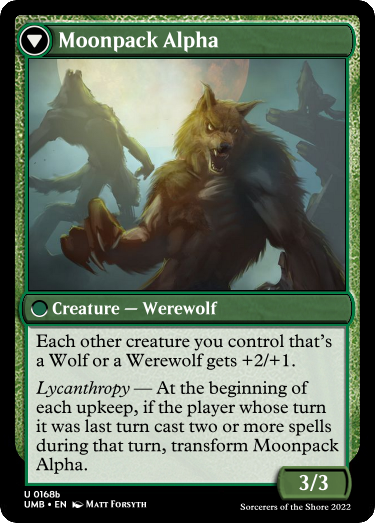 Moonpack Alpha
Creature — Werewolf
Each other creature you control that's
a Wolf or a Werewolf gets +2/+1.
Lycanthropy — At the beginning of
each upkeep, if the player whose turn
it was last turn cast two or more spells
during that turn, transform Moonpack
Alpha.
3/3
U 0168b
UMB • EN Matt Forsyth
Sorcerers of the Shore 2022